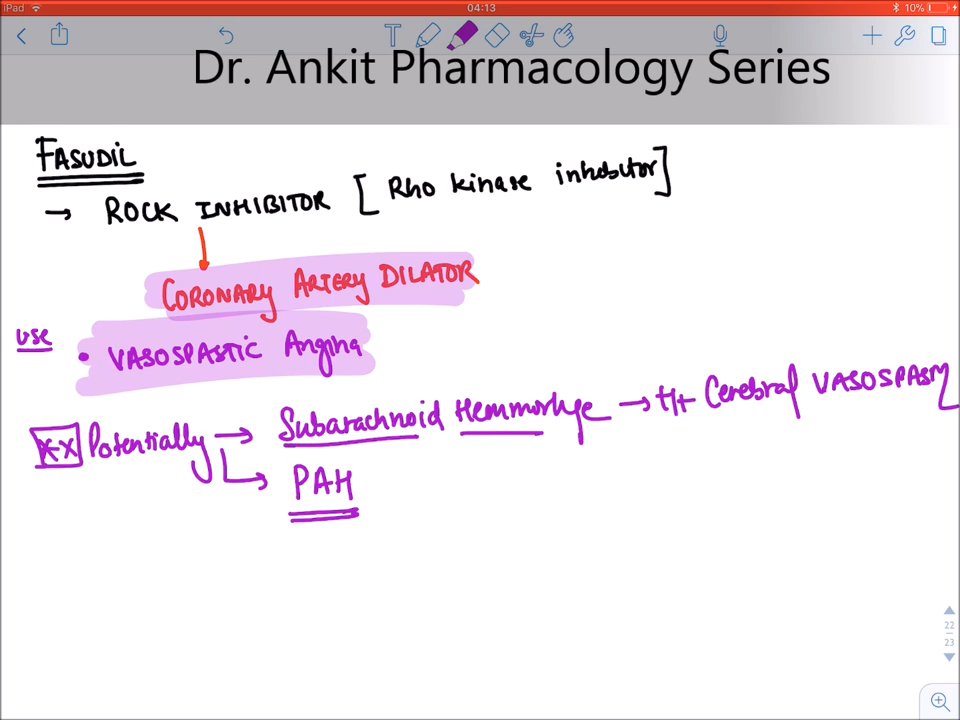 iPad 04:13 10%
Dr. Ankit Pharmacology Series
FASUDIL
→ ROCK INHIBITOR [Rho kinase inhibitor]
CORONARY ARTERY DILATOR
use
• VASOSPASTIC Angina
** Potentially → Subarachnoid Hemmorhge → t/t Cerebral VASOSPASM
→ PAH
22
23